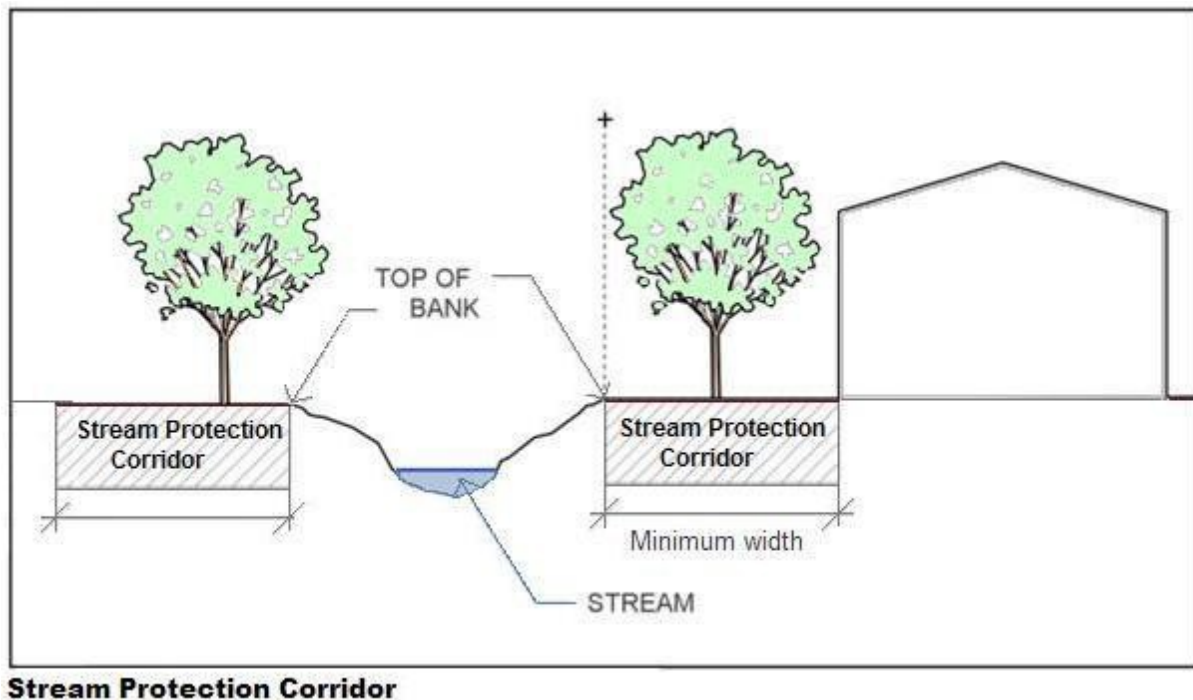 TOP OF
BANK
Stream Protection
Corridor
Stream Protection
Corridor
Minimum width
STREAM
Stream Protection Corridor